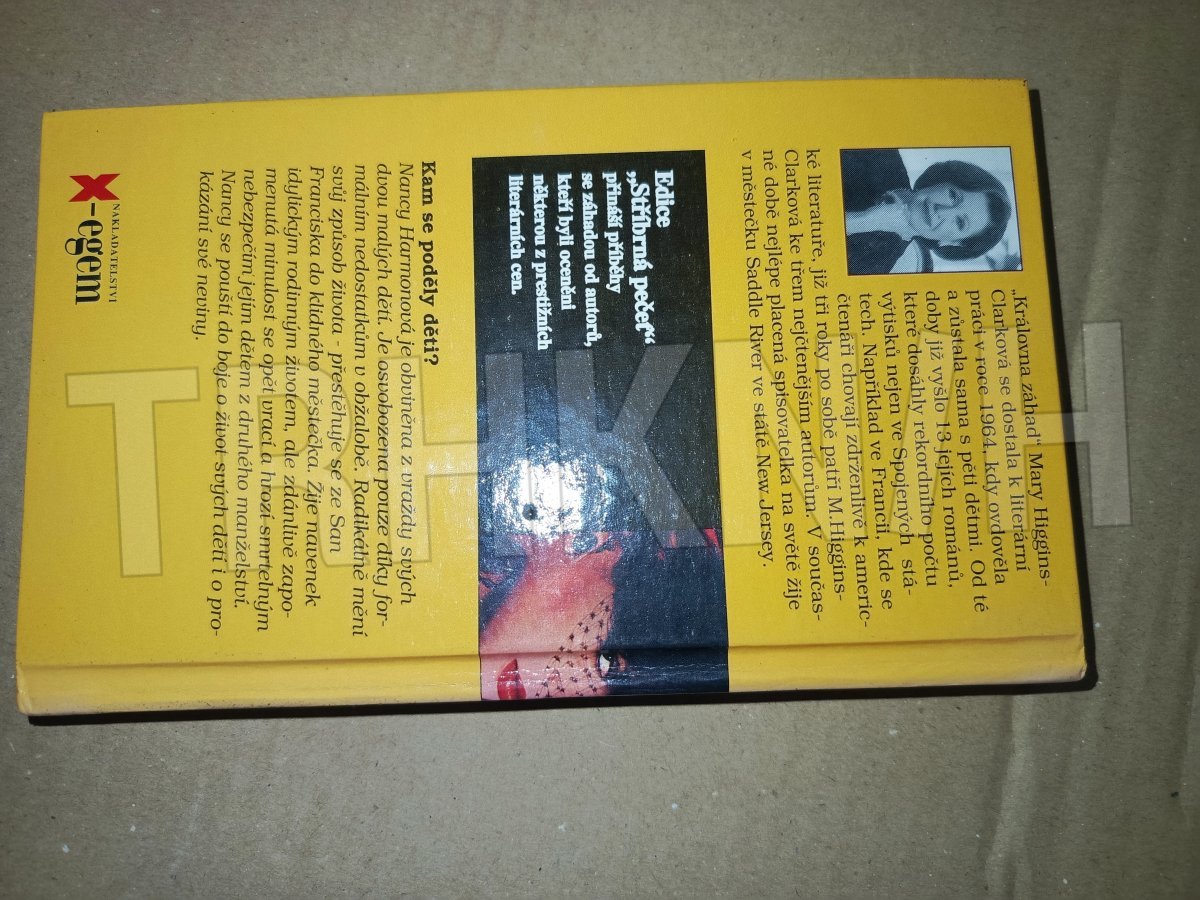 „Královna záhad“ Mary Higgins-
Clarková se dostala k literární
práci v roce 1964, kdy ovdověla
a zůstala sama s pěti dětmi. Od té
doby již vyšlo 13 jejích románů,
které dosáhly rekordního počtu
výtisků nejen ve Spojených stá-
tech. Například ve Francii, kde se
čtenáři chovají zdrženlivě k americ-
ké literatuře, již tři roky po sobě patří M.Higgins-
Clarková ke třem nejčtenějším autorům. V součas-
né době nejlépe placená spisovatelka na světě žije
v městečku Saddle River ve státě New Jersey.
Edice
„Stříbrná pečeť“
přináší příběhy
se záhadou od autorů,
kteří byli oceněni
některou z prestižních
literárních cen.
Kam se poděly děti?
Nancy Harmonová je obviněna z vraždy svých
dvou malých dětí. Je osvobozena pouze díky for-
málním nedostatkům v obžalobě. Radikálně mění
svůj způsob života - přestěhuje se ze San
Franciska do klidného městečka. Žije navenek
idylickým rodinným životem, ale zdánlivě zapo-
menutá minulost se opět vrací a hrozí smrtelným
nebezpečím jejím dětem z druhého manželství.
Nancy se pouští do boje o život svých dětí i o pro-
kázání své neviny.
NAKLADATELSTVÍ
X-egem
TRHKNIH